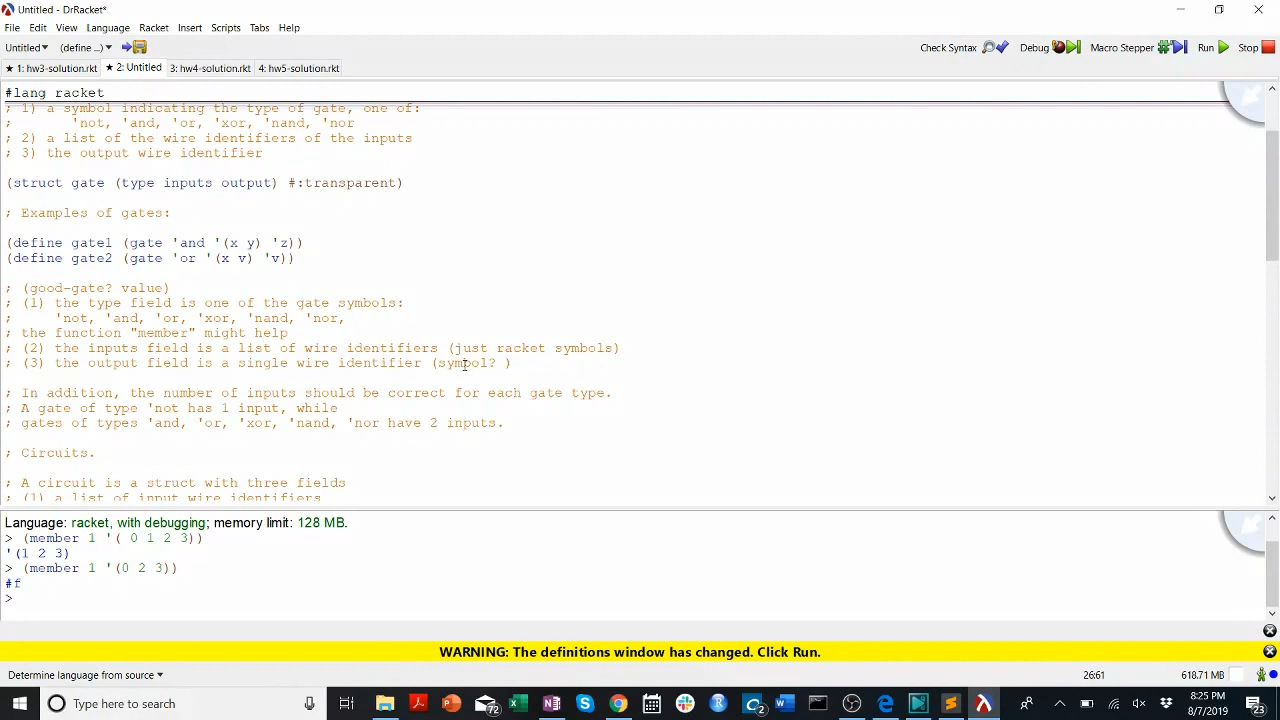 Untitled - DrRacket*
File Edit View Language Racket Insert Scripts Tabs Help
Untitled▾ (define ...)▾ Check Syntax Debug Macro Stepper Run Stop
★ 1: hw3-solution.rkt ★ 2: Untitled 3: hw4-solution.rkt 4: hw5-solution.rkt
#lang racket
; 1) a symbol indicating the type of gate, one of:
;      'not, 'and, 'or, 'xor, 'nand, 'nor
; 2) a list of the wire identifiers of the inputs
; 3) the output wire identifier
(struct gate (type inputs output) #:transparent)
; Examples of gates:
(define gate1 (gate 'and '(x y) 'z))
(define gate2 (gate 'or '(x v) 'v))
; (good-gate? value)
; (1) the type field is one of the gate symbols:
;    'not, 'and, 'or, 'xor, 'nand, 'nor,
; the function "member" might help
; (2) the inputs field is a list of wire identifiers (just racket symbols)
; (3) the output field is a single wire identifier (symbol? )
; In addition, the number of inputs should be correct for each gate type.
; A gate of type 'not has 1 input, while
; gates of types 'and, 'or, 'xor, 'nand, 'nor have 2 inputs.
; Circuits.
; A circuit is a struct with three fields
; (1) a list of input wire identifiers
Language: racket, with debugging; memory limit: 128 MB.
> (member 1 '( 0 1 2 3))
'(1 2 3)
> (member 1 '(0 2 3))
#f
>
WARNING: The definitions window has changed. Click Run.
Determine language from source▾ 26:61 618.71 MB
Type here to search 72 2 8:25 PM
8/7/2019